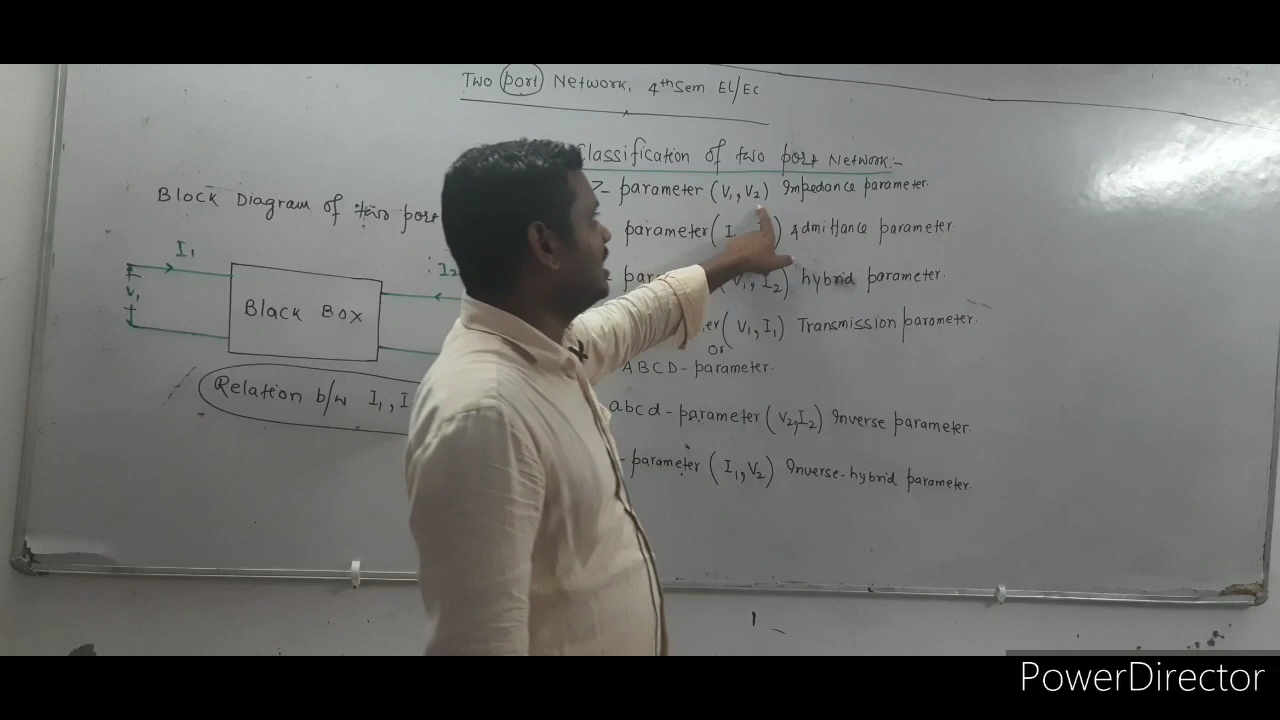 Two port Network, 4th Sem EL/EC
Classification of two port Network:-
Z- parameter (V1, V2) Impedance parameter.
parameter ( I ) Admittance parameter
(V1, I2) hybrid parameter.
(V1, I1) Transmission parameter.
or
ABCD-parameter.
abcd-parameter (V2, I2) Inverse parameter.
- parameter (I1, V2) Inverse-hybrid parameter.
Block Diagram of two port
I1
I2
V1
Black Box
Relation b/w I1, I
PowerDirector